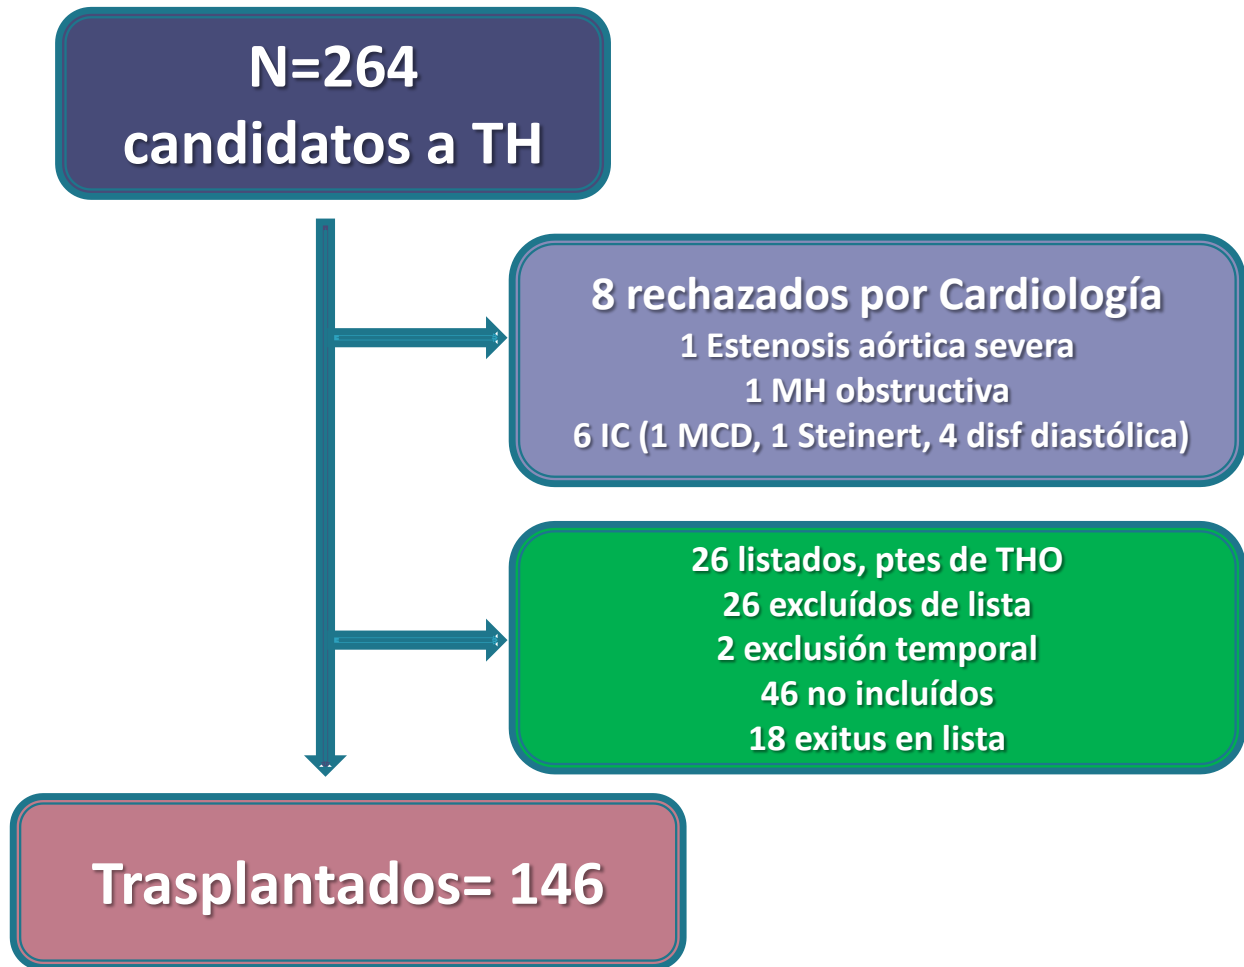 N=264
candidatos a TH
8 rechazados por Cardiología
1 Estenosis aórtica severa
1 MH obstructiva
6 IC (1 MCD, 1 Steinert, 4 disf diastólica)
26 listados, ptes de THO
26 excluídos de lista
2 exclusión temporal
46 no incluídos
18 exitus en lista
Trasplantados= 146